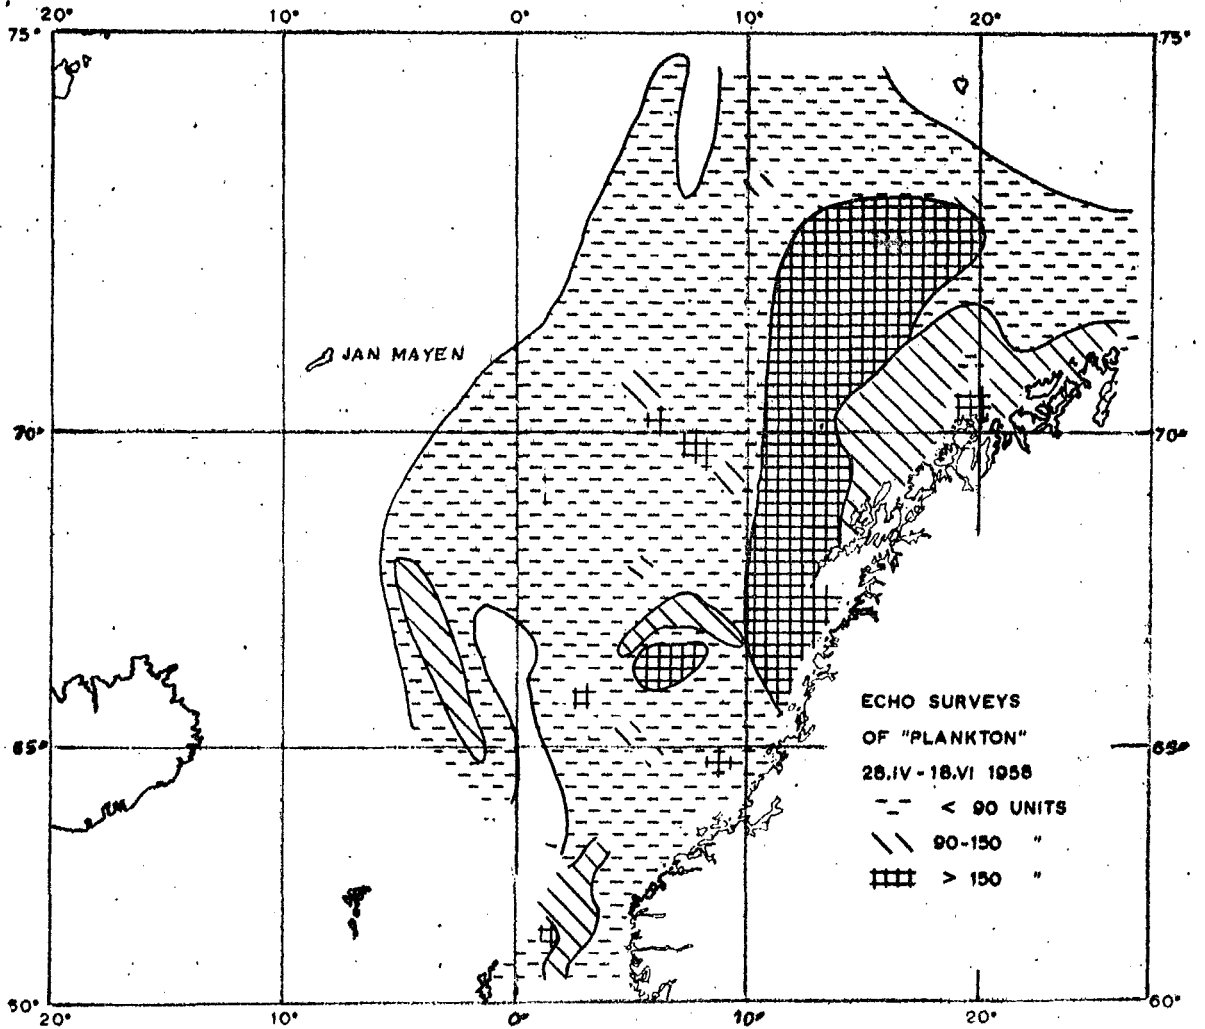 20° 10° 0° 10° 20°
75° 75°
JAN MAYEN
70° 70°
ECHO SURVEYS
65° 65°
OF "PLANKTON"
28.IV - 18.VI 1958
< 90 UNITS
90-150 "
> 150 "
60° 60°
20° 10° 0° 10° 20°